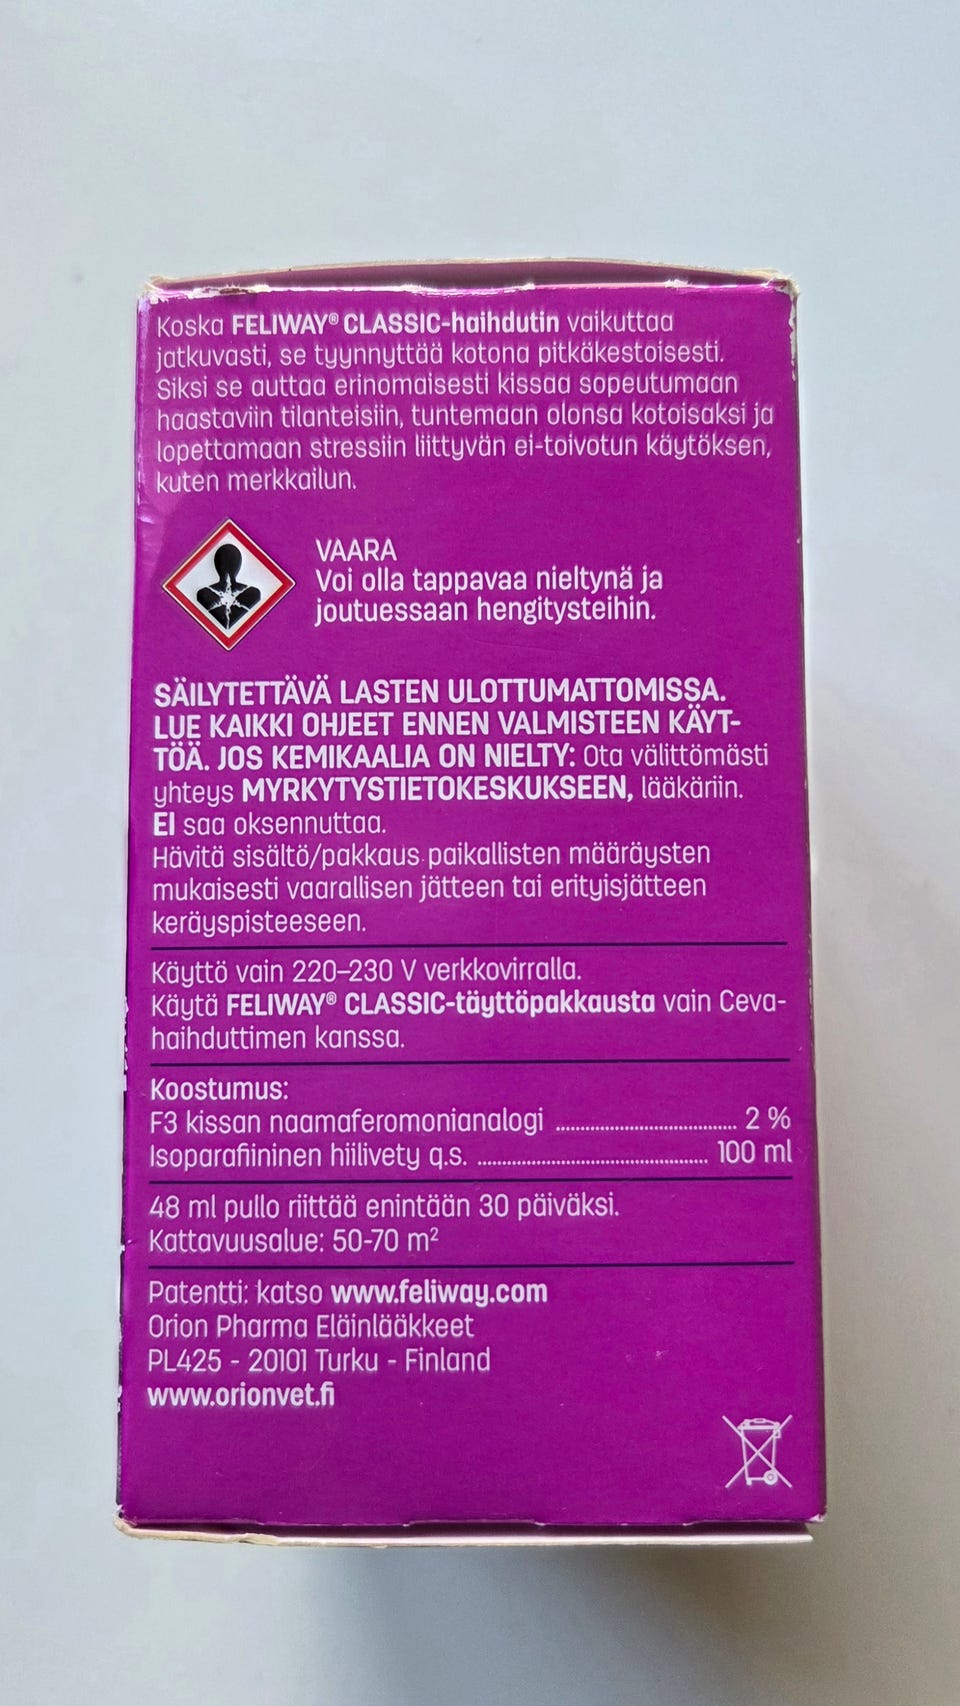 Koska FELIWAY® CLASSIC-haihdutin vaikuttaa
jatkuvasti, se tyynnyttää kotona pitkäkestoisesti.
Siksi se auttaa erinomaisesti kissaa sopeutumaan
haastaviin tilanteisiin, tuntemaan olonsa kotoisaksi ja
lopettamaan stressiin liittyvän ei-toivotun käytöksen,
kuten merkkailun.
VAARA
Voi olla tappavaa nieltynä ja
joutuessaan hengitysteihin.
SÄILYTETTÄVÄ LASTEN ULOTTUMATTOMISSA.
LUE KAIKKI OHJEET ENNEN VALMISTEEN KÄYT-
TÖÄ. JOS KEMIKAALIA ON NIELTY: Ota välittömästi
yhteys MYRKYTYSTIETOKESKUKSEEN, lääkäriin.
EI saa oksennuttaa.
Hävitä sisältö/pakkaus paikallisten määräysten
mukaisesti vaarallisen jätteen tai erityisjätteen
keräyspisteeseen.
Käyttö vain 220–230 V verkkovirralla.
Käytä FELIWAY® CLASSIC-täyttöpakkausta vain Ceva-
haihduttimen kanssa.
Koostumus:
F3 kissan naamaferomonianalogi ........................................ 2 %
Isoparafiininen hiilivety q.s. .................................................. 100 ml
48 ml pullo riittää enintään 30 päiväksi.
Kattavuusalue: 50-70 m²
Patentti: katso www.feliway.com
Orion Pharma Eläinlääkkeet
PL425 - 20101 Turku - Finland
www.orionvet.fi